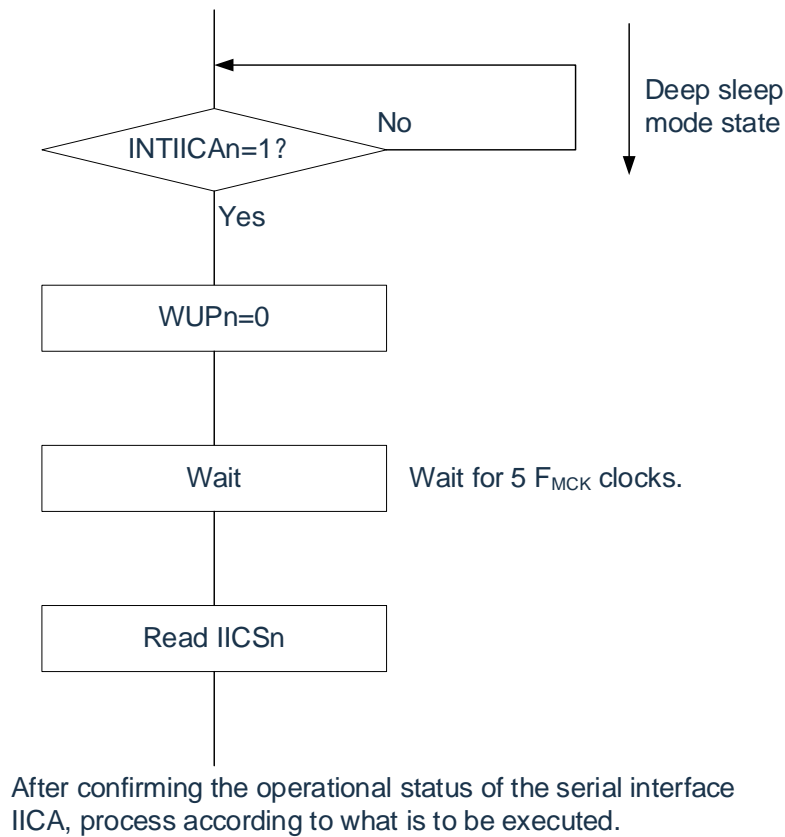 Deep sleep
mode state
No
INTIICAn=1?
Yes
WUPn=0
Wait
Wait for 5 FMCK clocks.
Read IICSn
After confirming the operational status of the serial interface
IICA, process according to what is to be executed.